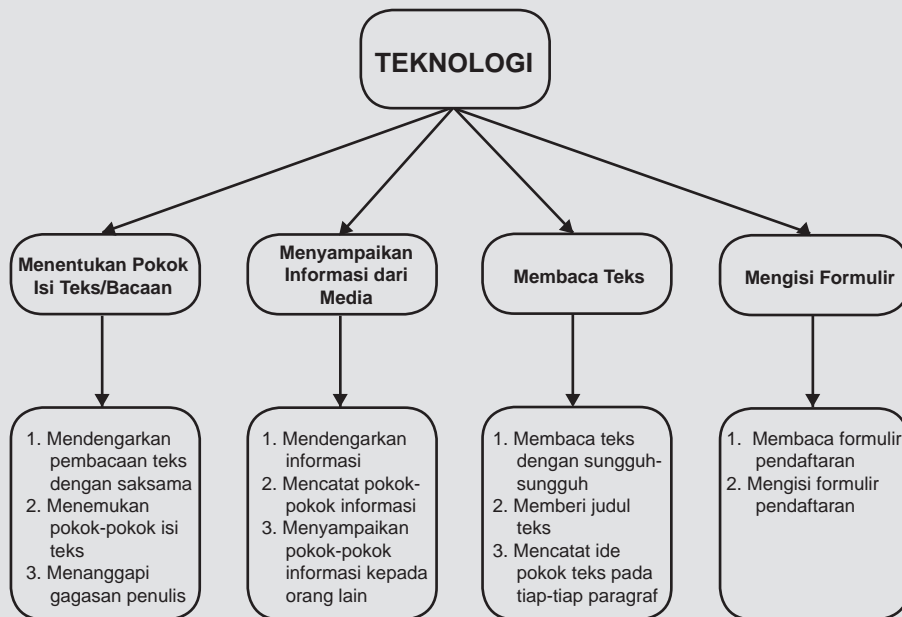 TEKNOLOGI
Menentukan Pokok
Isi Teks/Bacaan
Menyampaikan
Informasi dari
Media
Membaca Teks
Mengisi Formulir
1. Mendengarkan
pembacaan teks
dengan saksama
2. Menemukan
pokok-pokok isi
teks
3. Menanggapi
gagasan penulis
1. Mendengarkan
informasi
2. Mencatat pokok-
pokok informasi
3. Menyampaikan
pokok-pokok
informasi kepada
orang lain
1. Membaca teks
dengan sungguh-
sungguh
2. Memberi judul
teks
3. Mencatat ide
pokok teks pada
tiap-tiap paragraf
1. Membaca formulir
pendaftaran
2. Mengisi formulir
pendaftaran